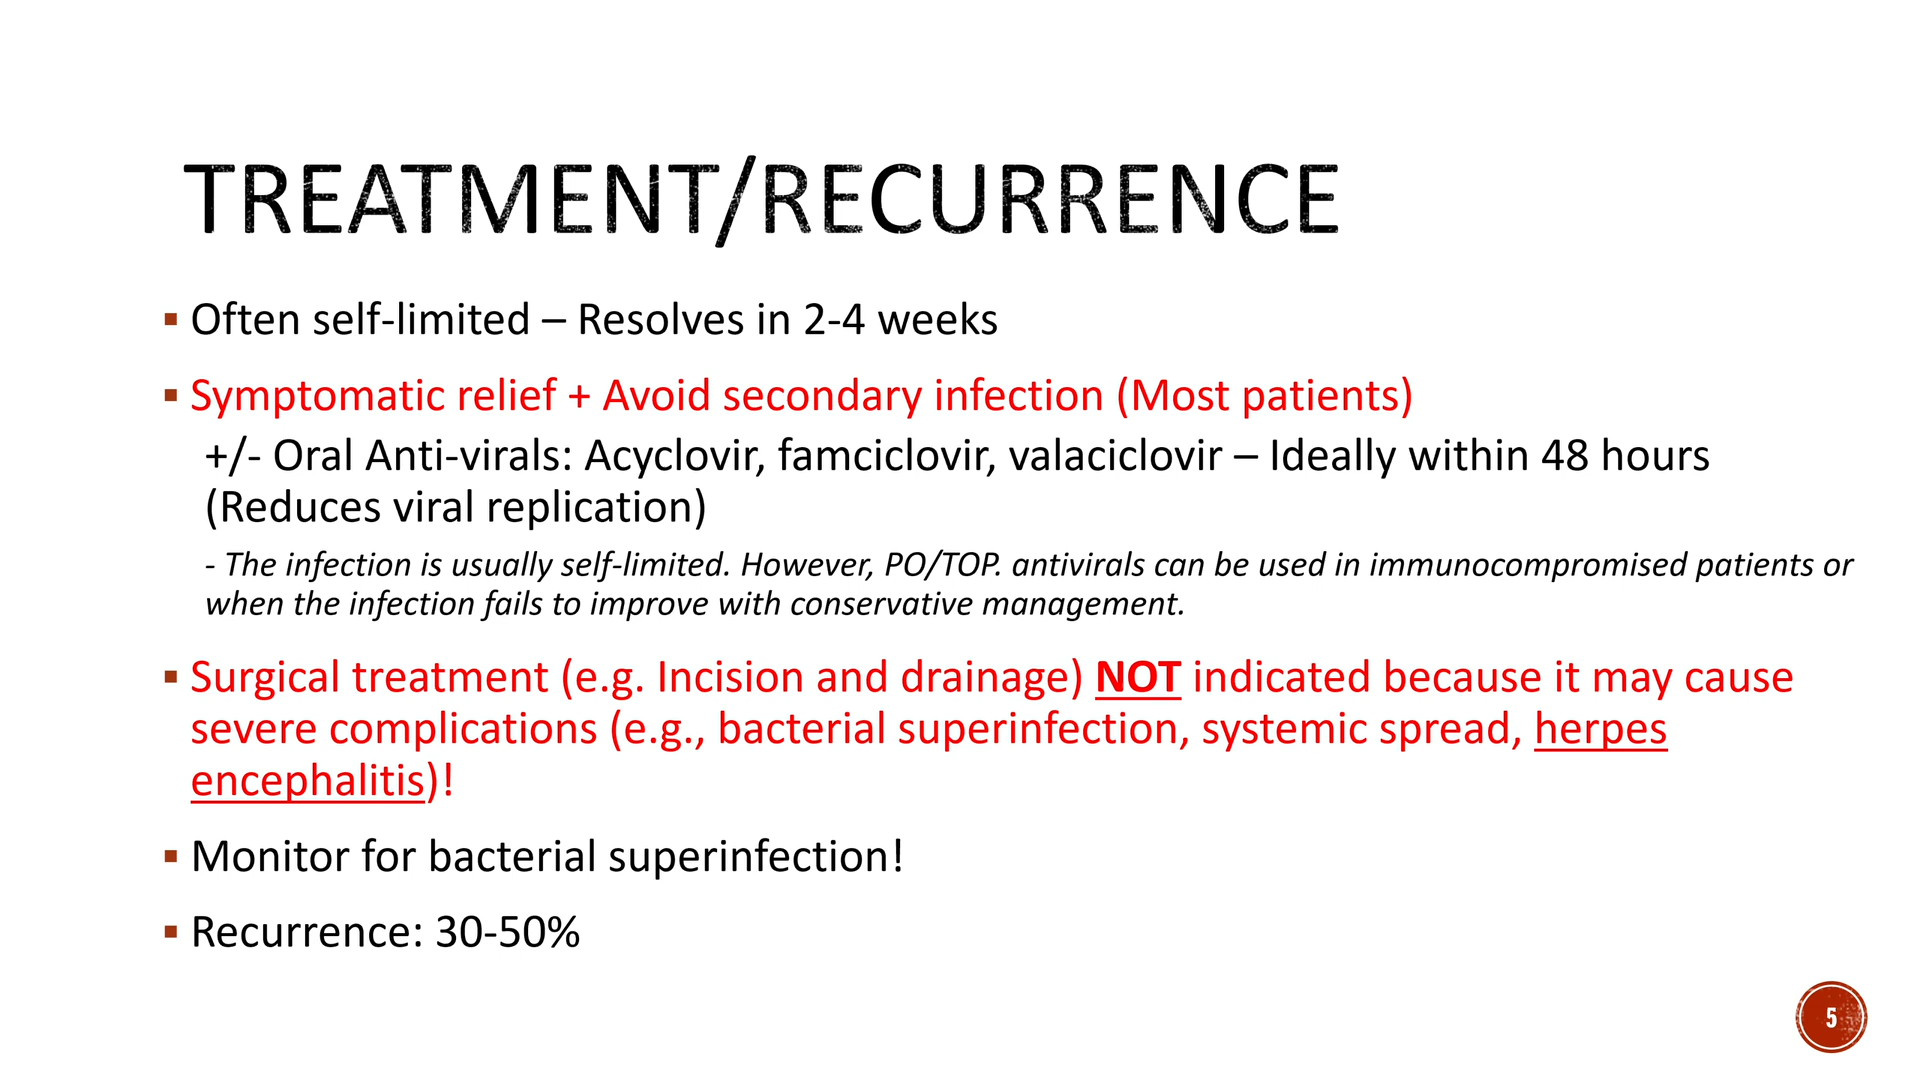 TREATMENT/RECURRENCE
▪ Often self-limited – Resolves in 2-4 weeks
▪ Symptomatic relief + Avoid secondary infection (Most patients)
+/- Oral Anti-virals: Acyclovir, famciclovir, valaciclovir – Ideally within 48 hours
(Reduces viral replication)
- The infection is usually self-limited. However, PO/TOP. antivirals can be used in immunocompromised patients or
when the infection fails to improve with conservative management.
▪ Surgical treatment (e.g. Incision and drainage) NOT indicated because it may cause
severe complications (e.g., bacterial superinfection, systemic spread, herpes
encephalitis)!
▪ Monitor for bacterial superinfection!
▪ Recurrence: 30-50%
5